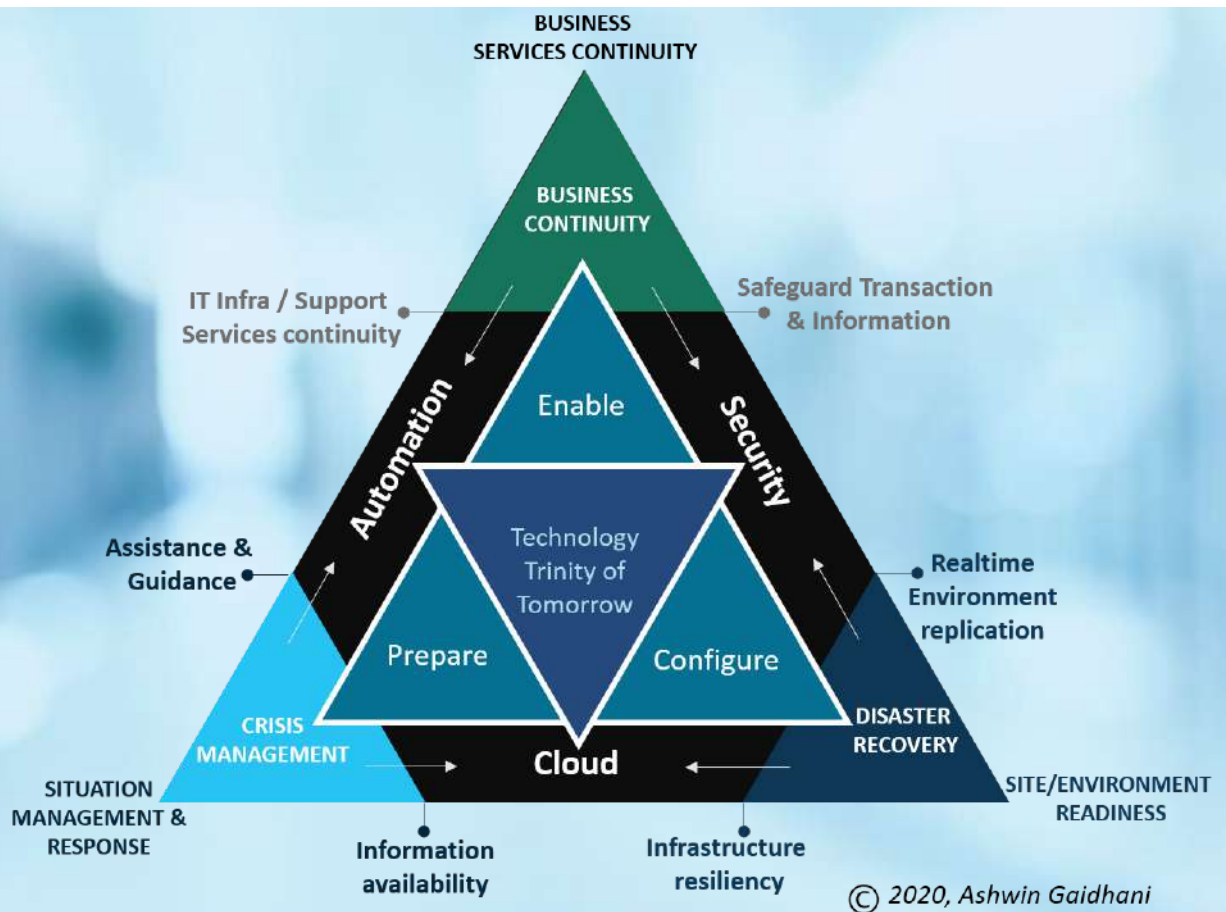 BUSINESS
SERVICES CONTINUITY
BUSINESS
CONTINUITY
IT Infra / Support
Services continuity
Safeguard Transaction
& Information
Enable
Automation
Security
Technology
Trinity of
Tomorrow
Assistance &
Guidance
Realtime
Environment
replication
Prepare
Configure
CRISIS
MANAGEMENT
DISASTER
RECOVERY
Cloud
SITUATION
MANAGEMENT &
RESPONSE
SITE/ENVIRONMENT
READINESS
Information
availability
Infrastructure
resiliency
© 2020, Ashwin Gaidhani